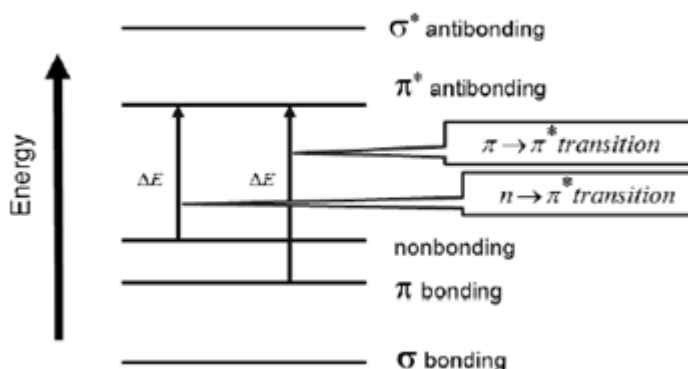 σ* antibonding
π* antibonding
π → π* transition
ΔE
ΔE
n → π* transition
Energy
nonbonding
π bonding
σ bonding